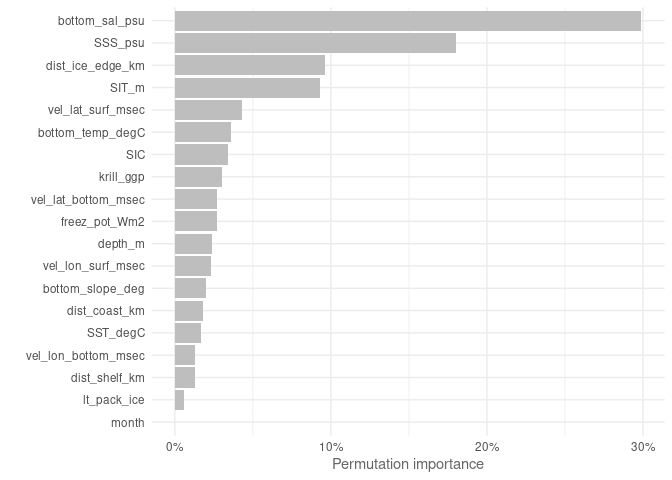 bottom_sal_psu
SSS_psu
dist_ice_edge_km
SIT_m
vel_lat_surf_msec
bottom_temp_degC
SIC
krill_ggp
vel_lat_bottom_msec
freez_pot_Wm2
depth_m
vel_lon_surf_msec
bottom_slope_deg
dist_coast_km
SST_degC
vel_lon_bottom_msec
dist_shelf_km
lt_pack_ice
month
0% 10% 20% 30%
Permutation importance